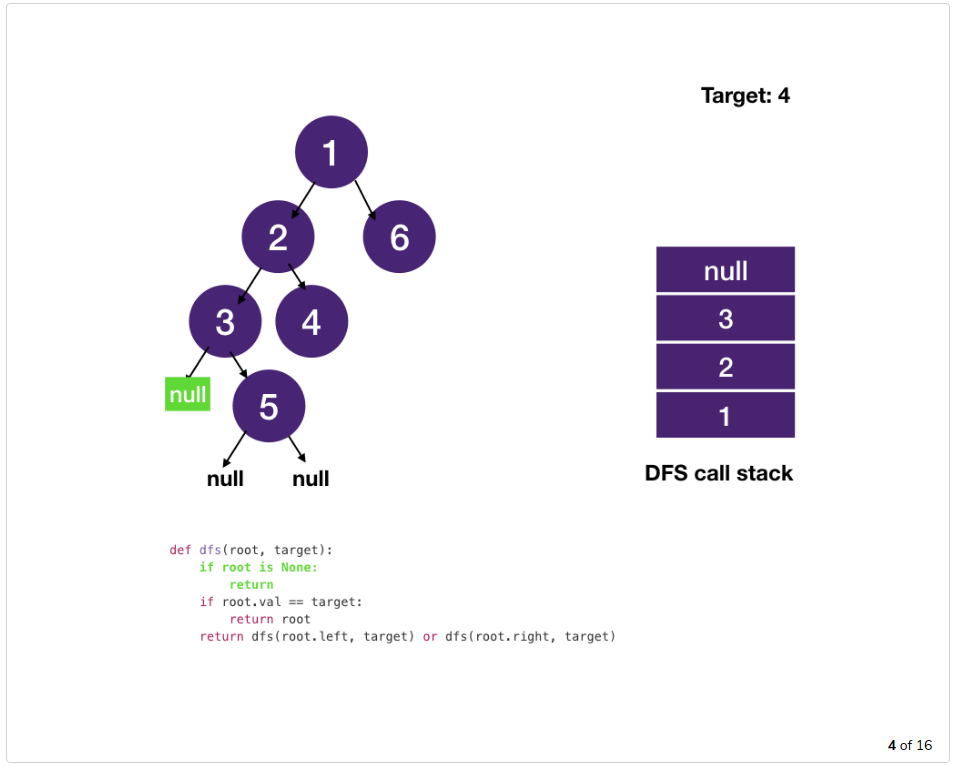 Target: 4
1
2
6
3
4
null
5
null
null
null
3
2
1
DFS call stack
def dfs(root, target):
    if root is None:
        return
    if root.val == target:
        return root
    return dfs(root.left, target) or dfs(root.right, target)
4 of 16